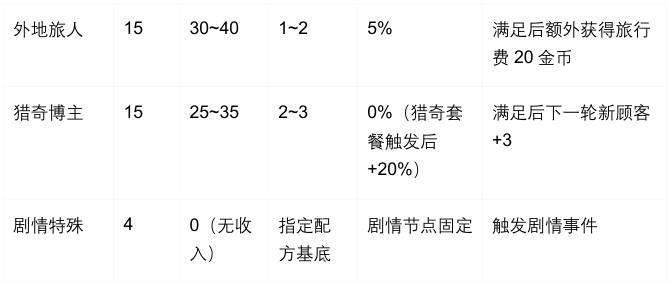 外地旅人 15 30~40 1~2 5% 满足后额外获得旅行
费 20 金币
猎奇博主 15 25~35 2~3 0%（猎奇套 满足后下一轮新顾客
餐触发后 +3
+20%）
剧情特殊 4 0（无收 指定配 剧情节点固定 触发剧情事件
入） 方基底